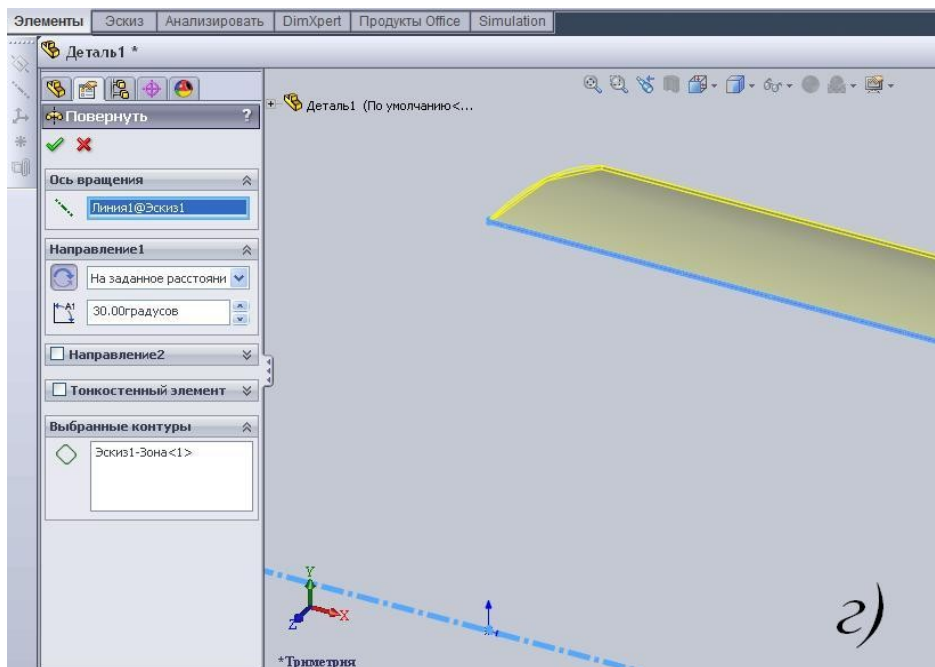 Элементы Эскиз Анализировать DimXpert Продукты Office Simulation
Деталь1 *
Повернуть ?
Деталь1 (По умолчанию<...
Ось вращения
Линия1@Эскиз1
Направление1
На заданное расстояни
A1
30.00градусов
Направление2
Тонкостенный элемент
Выбранные контуры
Эскиз1-Зона<1>
Y
X
Z
*Триметрия
г)